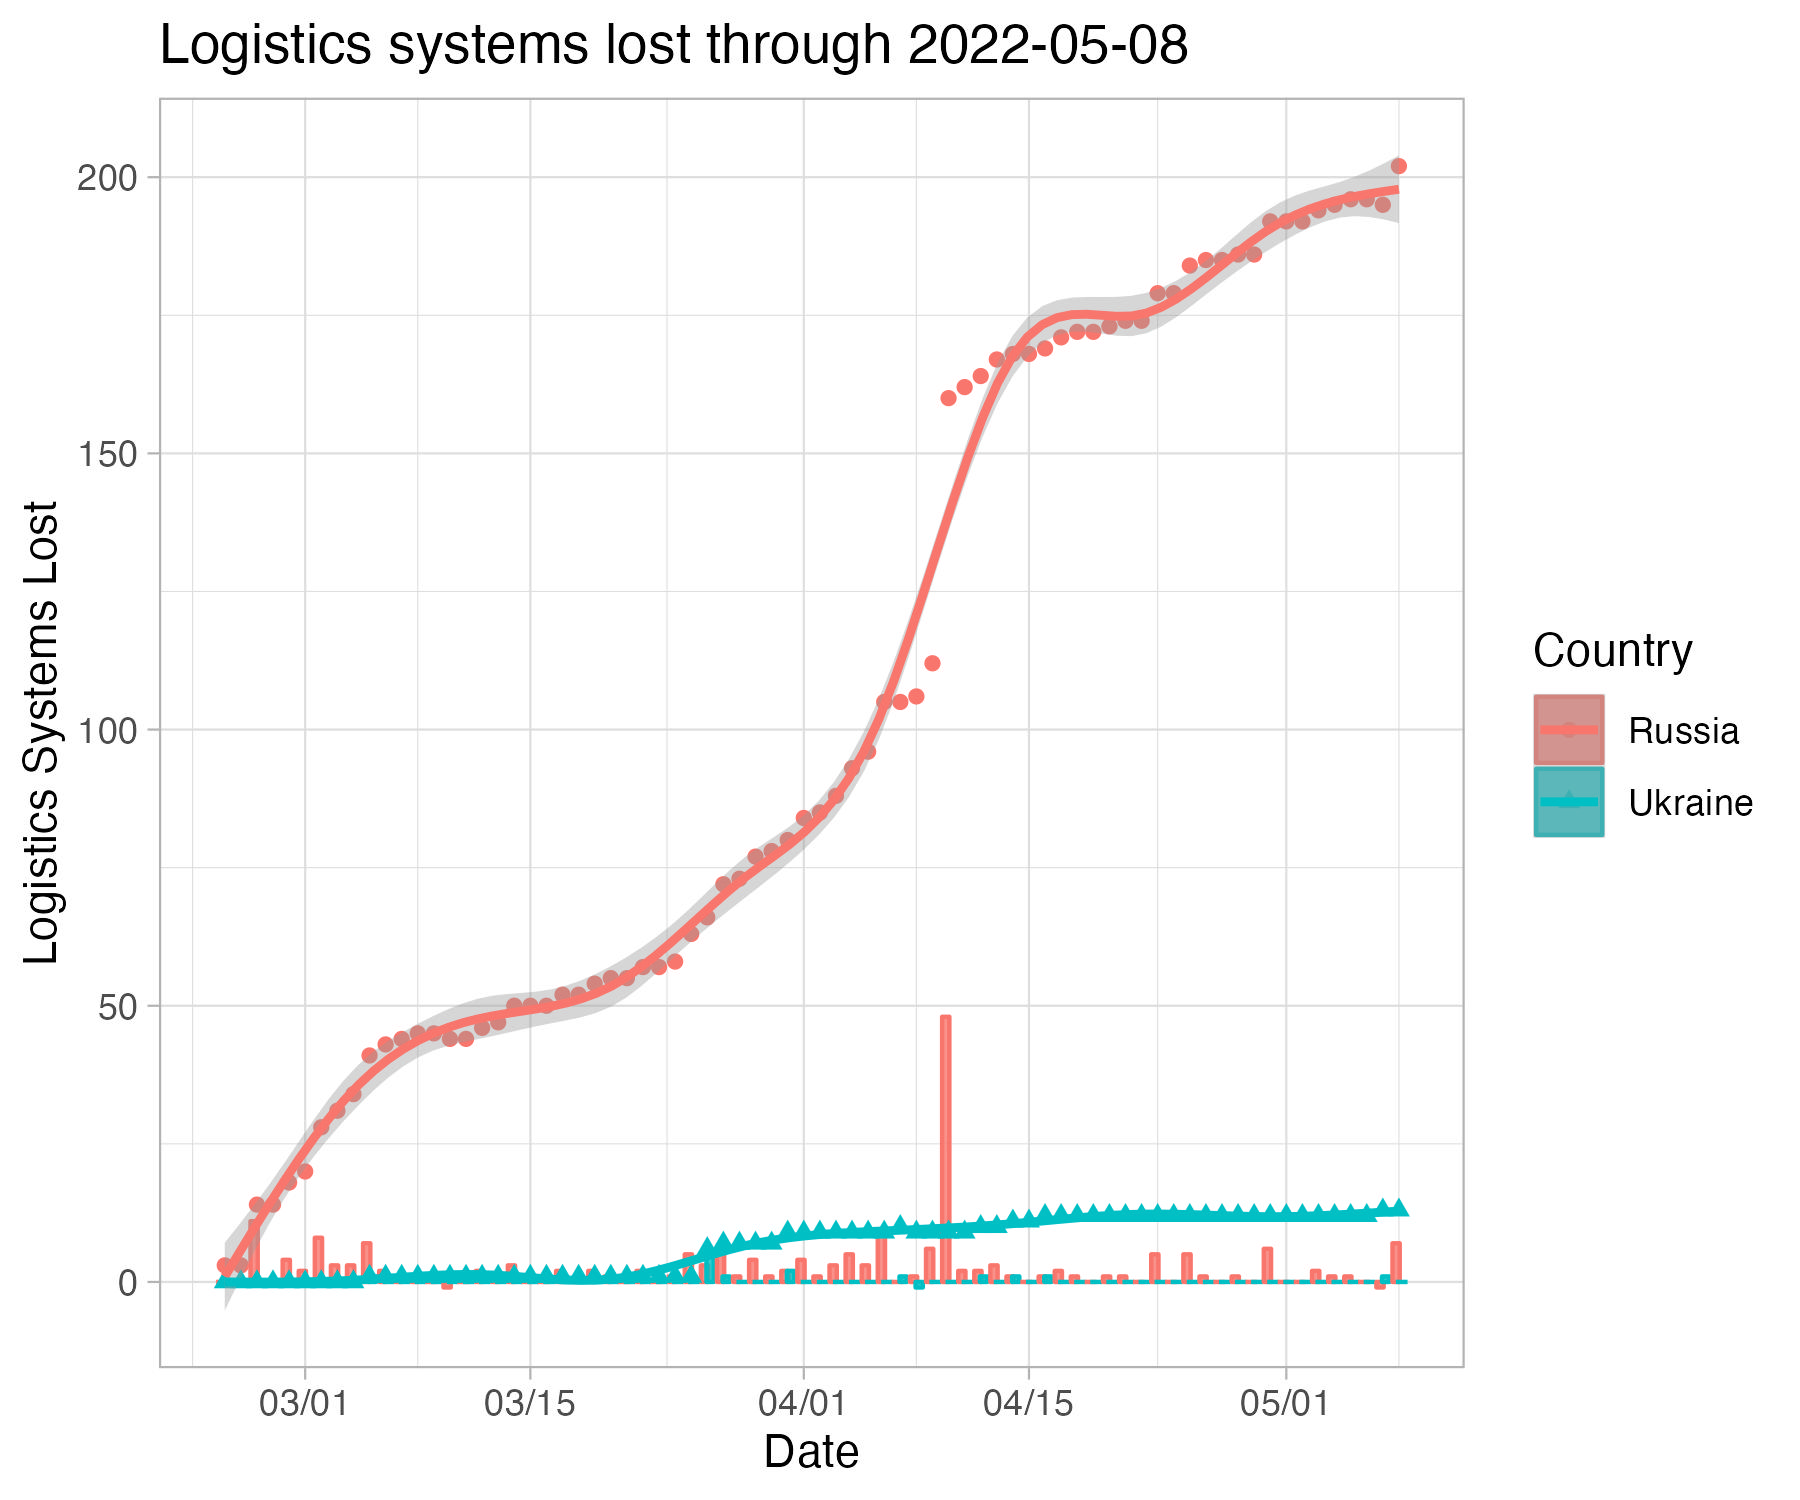 Logistics systems lost through 2022-05-08
Logistics Systems Lost
200
150
100
50
0
03/01 03/15 04/01 04/15 05/01
Date
Country
Russia
Ukraine